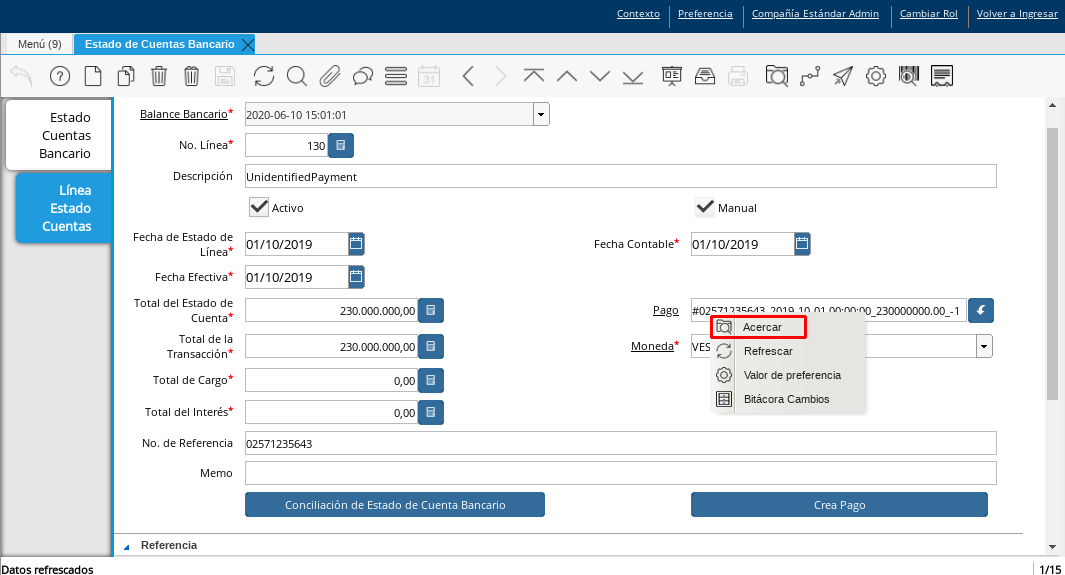 Contexto Preferencia Compañía Estándar Admin Cambiar Rol Volver a Ingresar
Menú (9) Estado de Cuentas Bancario
31
Estado
Cuentas
Bancario
Línea
Estado
Cuentas
Balance Bancario* 2020-06-10 15:01:01
No. Línea* 130
Descripción UnidentifiedPayment
Activo Manual
Fecha de Estado de
Línea* 01/10/2019 Fecha Contable* 01/10/2019
Fecha Efectiva* 01/10/2019
Total del Estado de
Cuenta* 230.000.000,00 Pago #02571235643_2019-10-01 00:00:00_230000000.00_-1
Acercar
Total de la
Transacción* 230.000.000,00 Moneda* VES
Refrescar
Valor de preferencia
Total de Cargo* 0,00
Bitácora Cambios
Total del Interés* 0,00
No. de Referencia 02571235643
Memo
Conciliación de Estado de Cuenta Bancario Crea Pago
Referencia
Datos refrescados 1/15